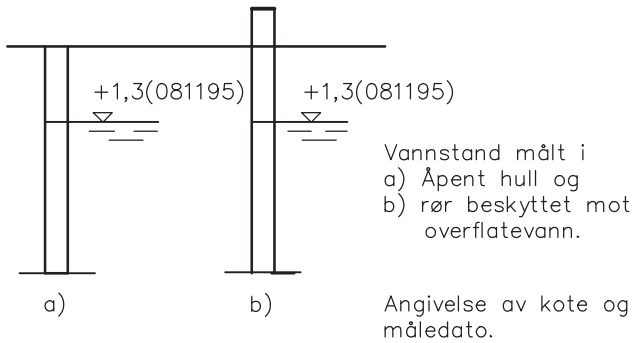 +1,3(081195)
+1,3(081195)
Vannstand målt i
a) Åpent hull og
b) rør beskyttet mot
overflatevann.
a)
b)
Angivelse av kote og
måledato.